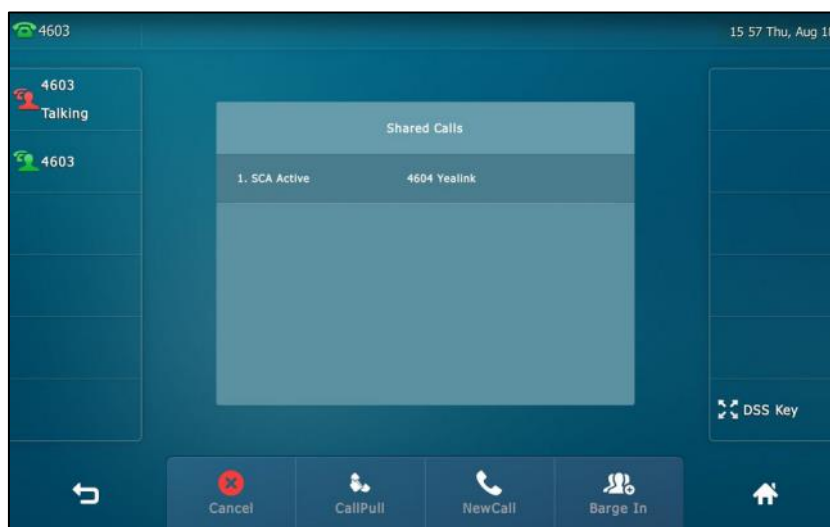 4603
15 57 Thu, Aug
4603
Talking
4603
Shared Calls
1. SCA Active 4604 Yealink
DSS Key
Cancel CallPull NewCall Barge In